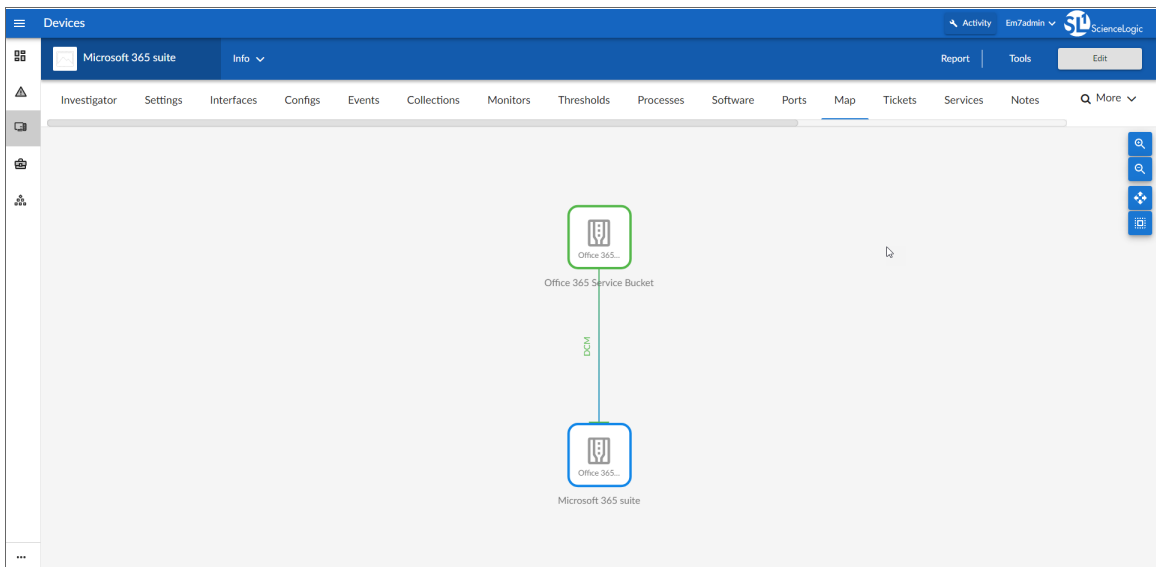 Devices
Activity
Em7admin
SL1 ScienceLogic
Microsoft 365 suite
Info
Report
Tools
Edit
Investigator
Settings
Interfaces
Configs
Events
Collections
Monitors
Thresholds
Processes
Software
Ports
Map
Tickets
Services
Notes
More
Office 365...
Office 365 Service Bucket
DCM
Office 365...
Microsoft 365 suite